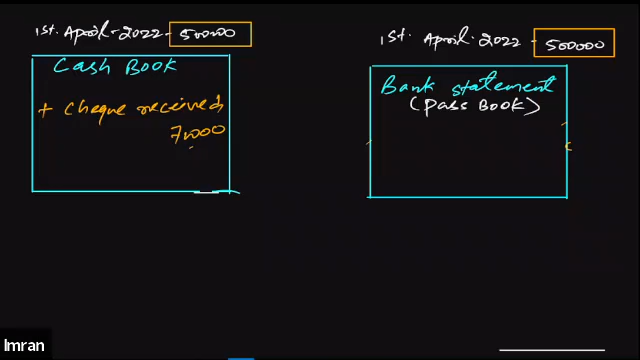 1st. April-2022- 500000
Cash Book
+ Cheque received
70000
1st. April-2022- 500000
Bank statement
(Pass Book)
Imran